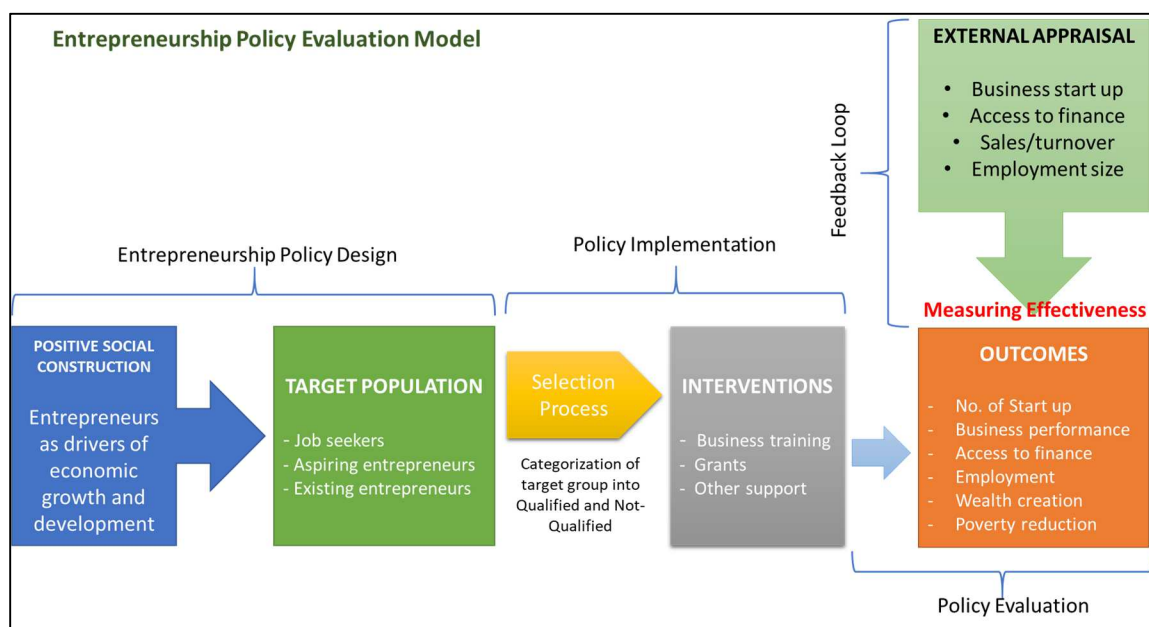 Entrepreneurship Policy Evaluation Model
EXTERNAL APPRAISAL
• Business start up
• Access to finance
• Sales/turnover
• Employment size
Feedback Loop
Entrepreneurship Policy Design
Policy Implementation
Measuring Effectiveness
POSITIVE SOCIAL
CONSTRUCTION
Entrepreneurs
as drivers of
economic
growth and
development
TARGET POPULATION
- Job seekers
- Aspiring entrepreneurs
- Existing entrepreneurs
Selection
Process
Categorization of
target group into
Qualified and Not-
Qualified
INTERVENTIONS
- Business training
- Grants
- Other support
OUTCOMES
- No. of Start up
- Business performance
- Access to finance
- Employment
- Wealth creation
- Poverty reduction
Policy Evaluation